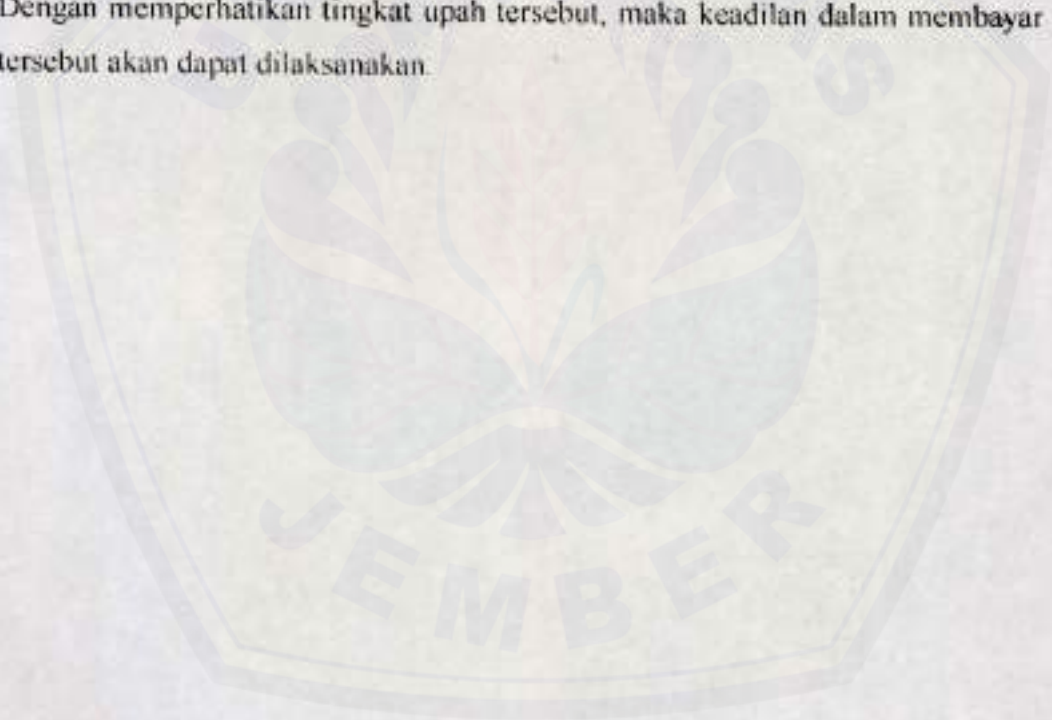 Dengan memperhatikan tingkat upah tersebut, maka keadilan dalam membayar
tersebut akan dapat dilaksanakan.
JEMBER